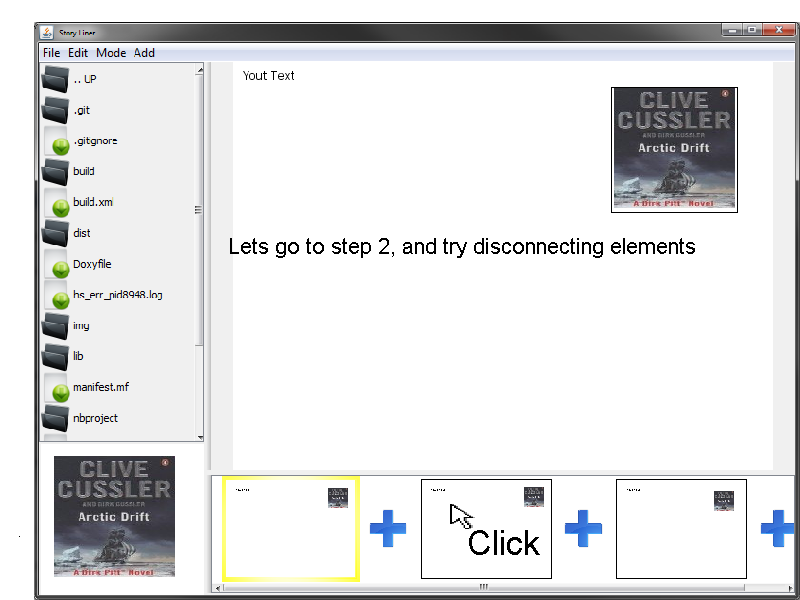 Story Liner
File Edit Mode Add
.. UP
.git
.gitgnore
build
build.xml
dist
Doxyfile
hs_err_pid8948.log
img
lib
manifest.mf
nbproject
Yout Text
CLIVE
CUSSLER
AND DIRK CUSSLER
Arctic Drift
A Dirk Pitt Novel
Lets go to step 2, and try disconnecting elements
CLIVE
CUSSLER
AND DIRK CUSSLER
Arctic Drift
A Dirk Pitt Novel
Click